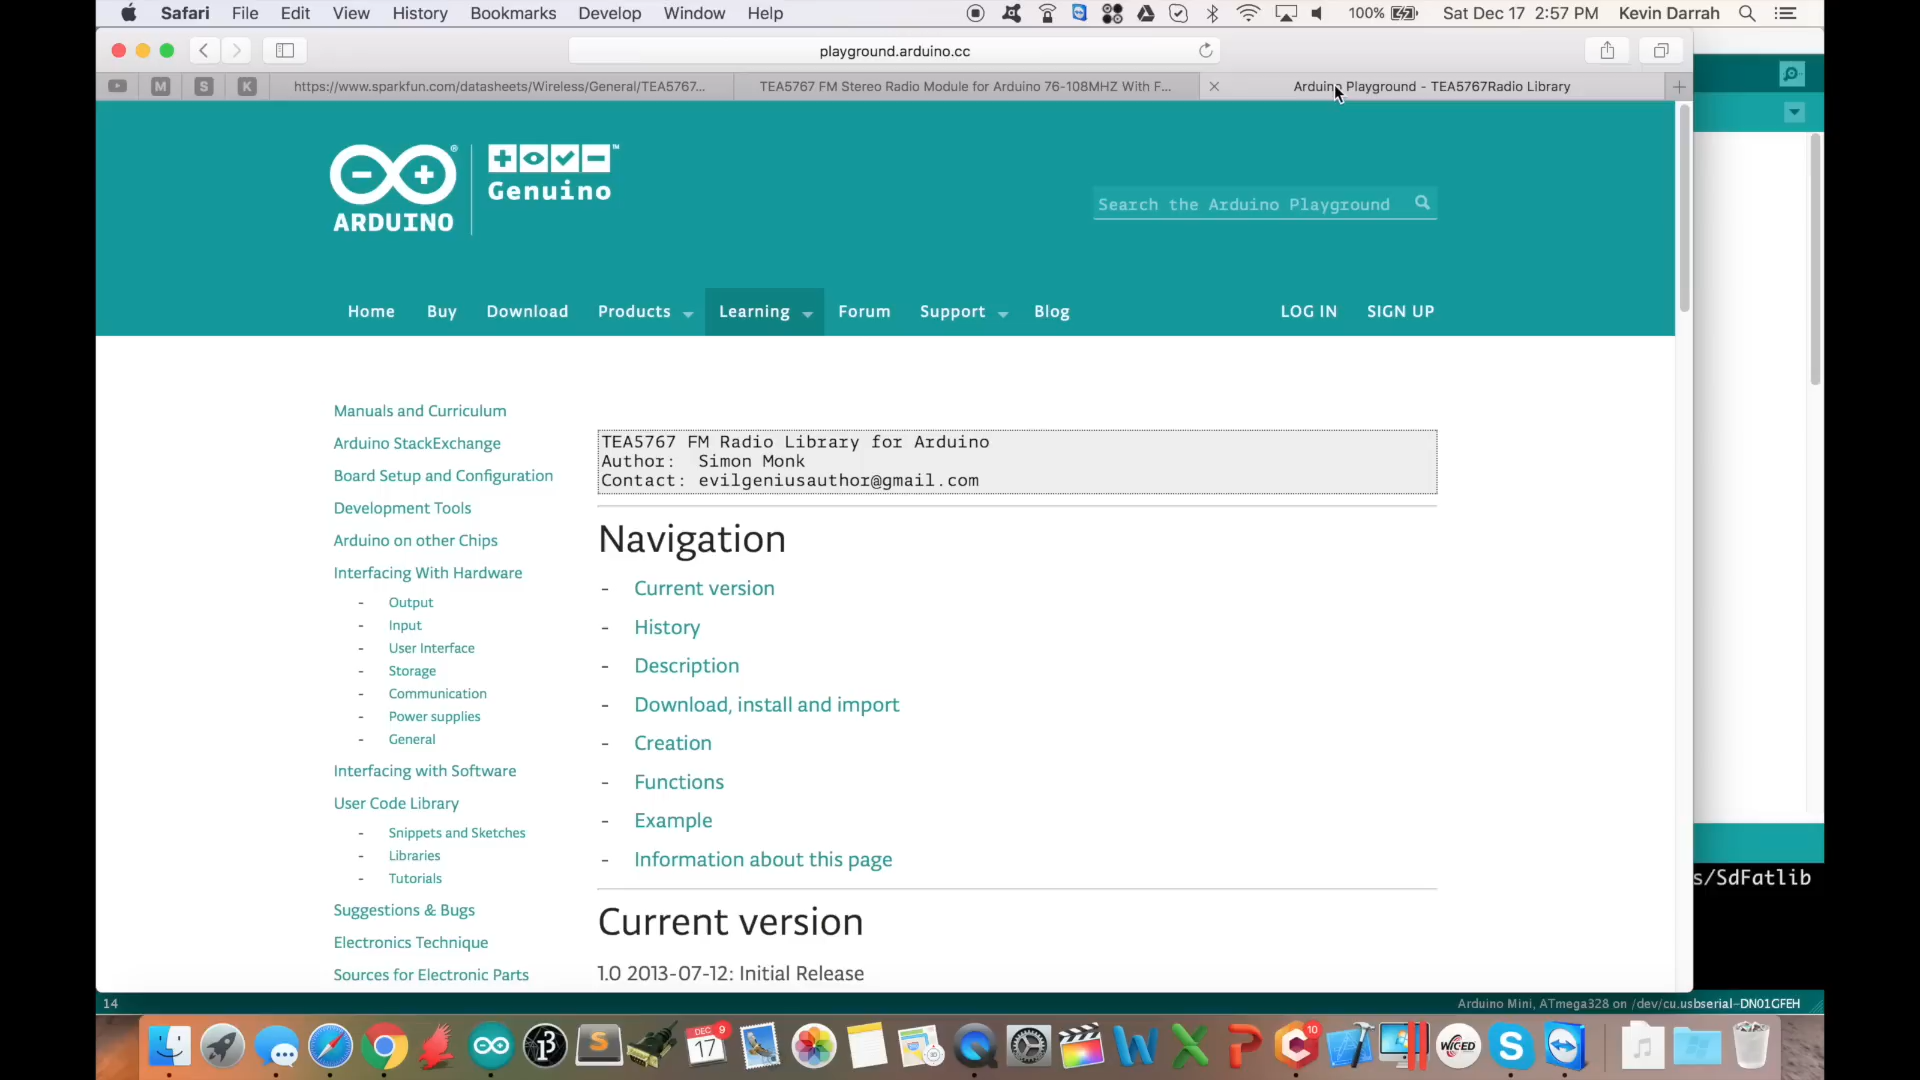 Safari File Edit View History Bookmarks Develop Window Help
100% Sat Dec 17 2:57 PM Kevin Darrah
playground.arduino.cc
M S K https://www.sparkfun.com/datasheets/Wireless/General/TEA5767... TEA5767 FM Stereo Radio Module for Arduino 76-108MHZ With F... Arduino Playground - TEA5767Radio Library
ARDUINO
Genuino
Search the Arduino Playground
Home Buy Download Products Learning Forum Support Blog LOG IN SIGN UP
Manuals and Curriculum
Arduino StackExchange
Board Setup and Configuration
Development Tools
Arduino on other Chips
Interfacing With Hardware
- Output
- Input
- User Interface
- Storage
- Communication
- Power supplies
- General
Interfacing with Software
User Code Library
- Snippets and Sketches
- Libraries
- Tutorials
Suggestions & Bugs
Electronics Technique
Sources for Electronic Parts
TEA5767 FM Radio Library for Arduino
Author: Simon Monk
Contact: evilgeniusauthor@gmail.com
Navigation
- Current version
- History
- Description
- Download, install and import
- Creation
- Functions
- Example
- Information about this page
Current version
1.0 2013-07-12: Initial Release
s/SdFatlib
14
Arduino Mini, ATmega328 on /dev/cu.usbserial-DN01GFEH
DEC 9
17
10
WICED